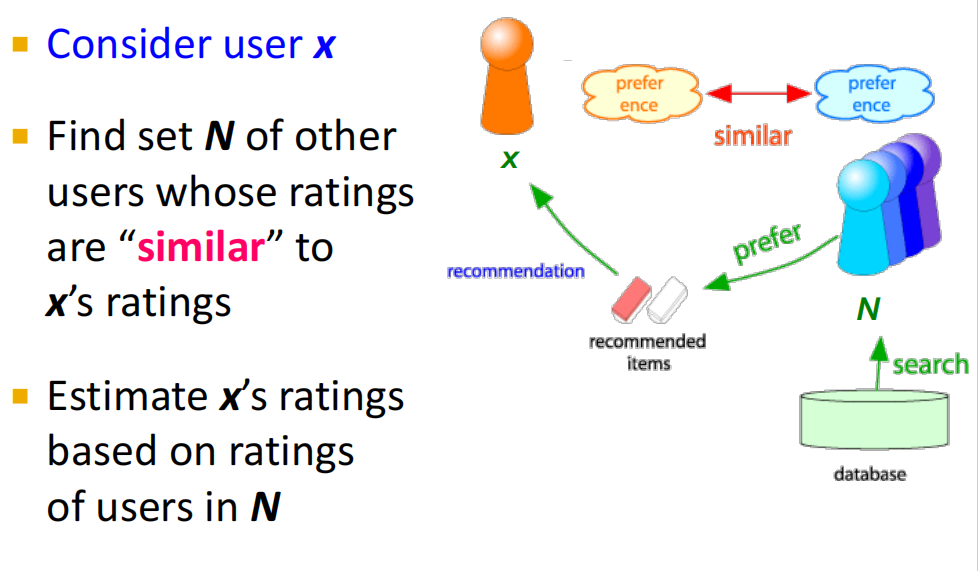 Consider user x
Find set N of other
users whose ratings
are “similar” to
x’s ratings
Estimate x’s ratings
based on ratings
of users in N
prefer
ence
prefer
ence
similar
x
prefer
recommendation
N
recommended
items
search
database